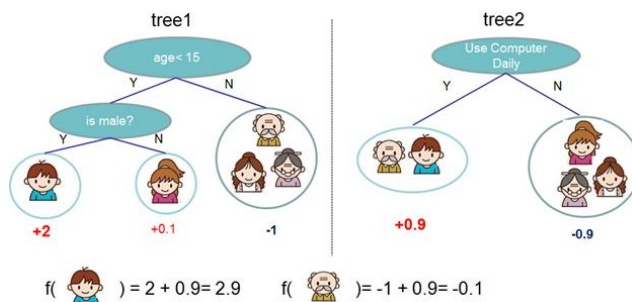 tree1
tree2
age< 15
Use Computer
Daily
Y
N
Y
N
is male?
Y
N
+2
+0.1
-1
+0.9
-0.9
f( ) = 2 + 0.9= 2.9
f( )= -1 + 0.9= -0.1